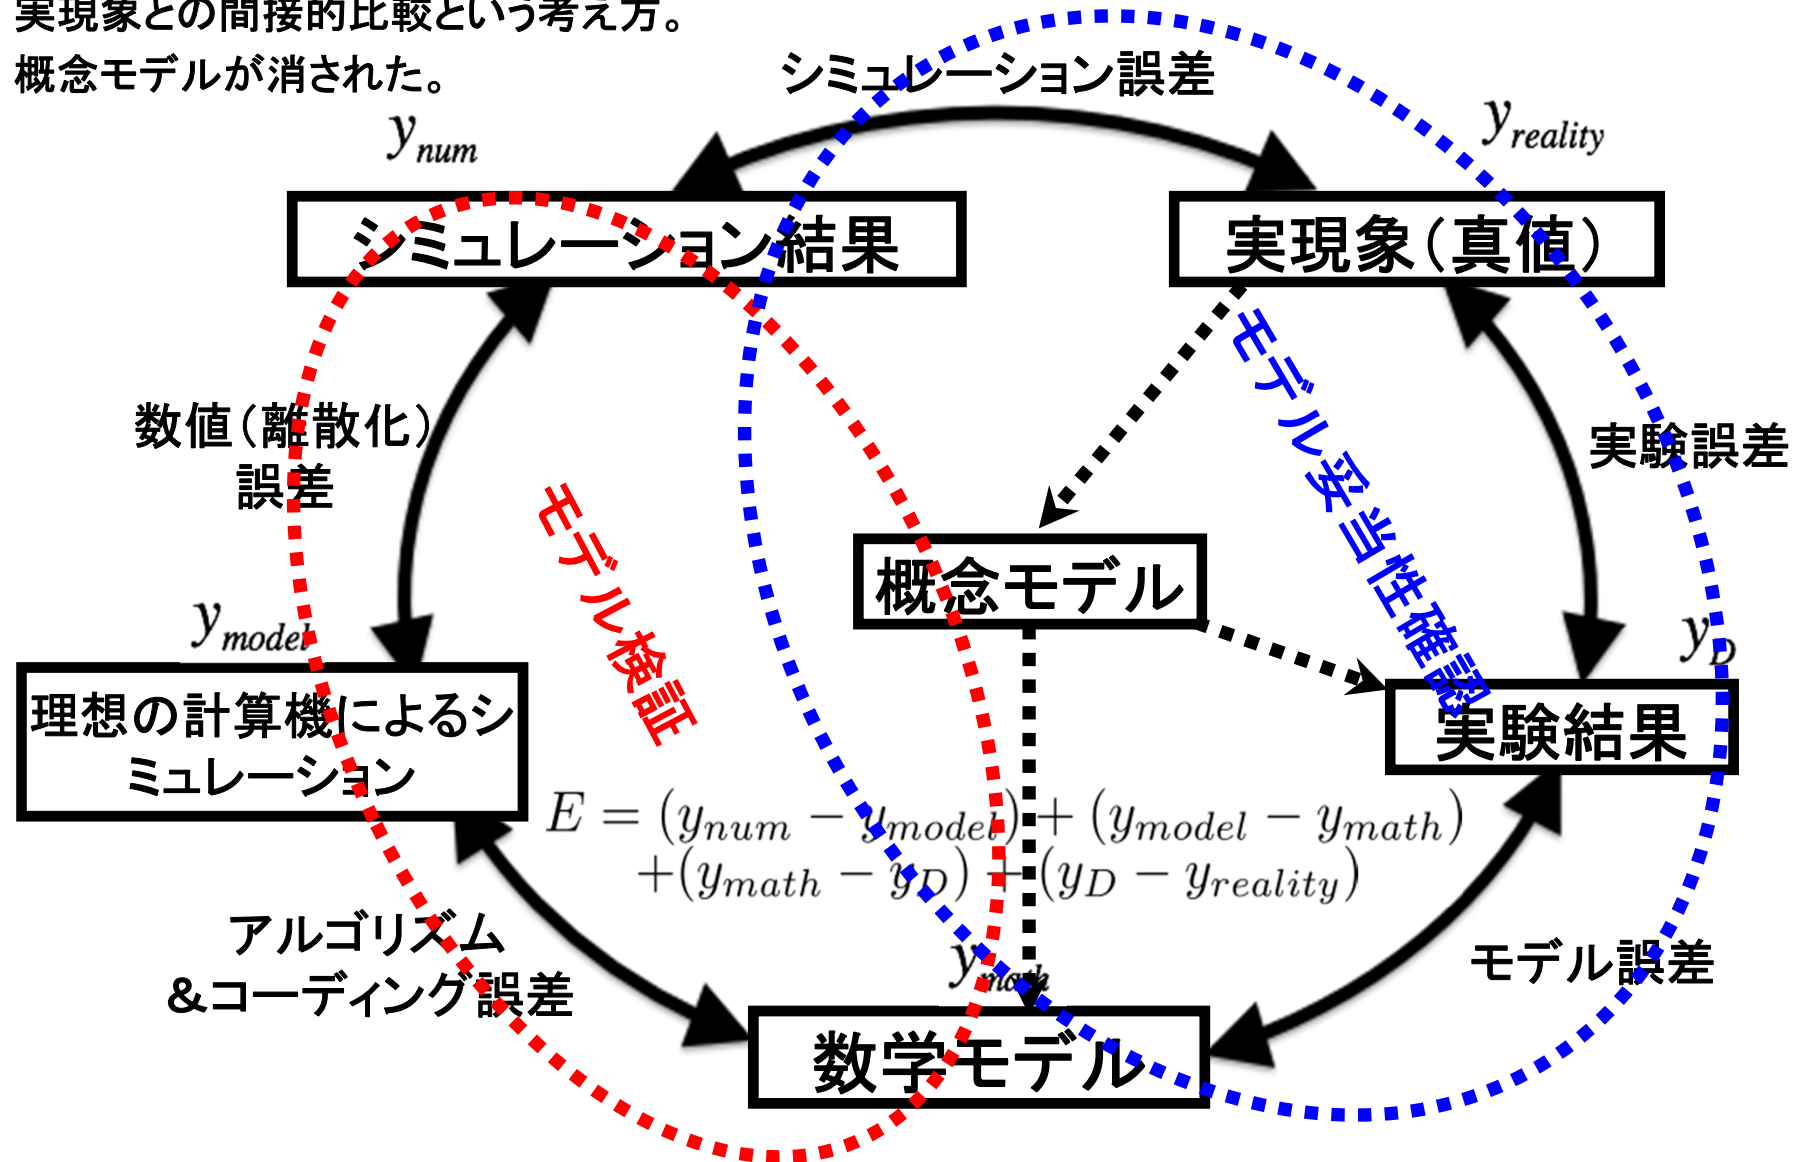 実現象との間接的比較という考え方。
概念モデルが消された。
シミュレーション誤差
y_num
y_reality
シミュレーション結果
実現象（真値）
数値（離散化）
誤差
モデル検証
モデル妥当性確認
実験誤差
概念モデル
y_model
y_D
理想の計算機によるシ
ミュレーション
実験結果
E = (y_num − y_model) + (y_model − y_math)
+(y_math − y_D) + (y_D − y_reality)
アルゴリズム
＆コーディング誤差
y_math
モデル誤差
数学モデル